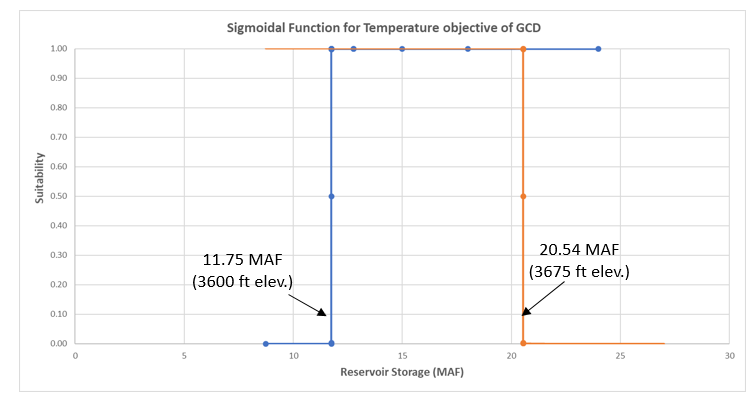 Sigmoidal Function for Temperature objective of GCD
1.00
0.90
0.80
0.70
0.60
0.50
0.40
0.30
0.20
0.10
0.00
Suitability
11.75 MAF
(3600 ft elev.)
20.54 MAF
(3675 ft elev.)
0 5 10 15 20 25 30
Reservoir Storage (MAF)